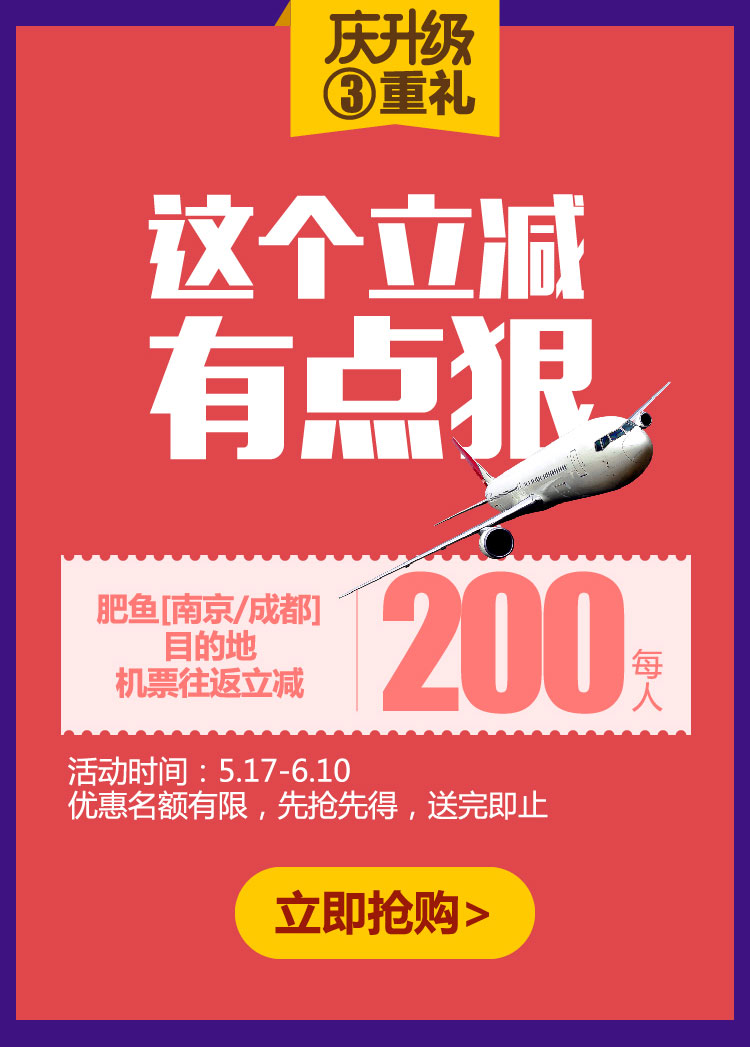 庆升级
③重礼
这个立减
有点狠
肥鱼[南京/成都]
目的地
机票往返立减
200
每人
活动时间：5.17-6.10
优惠名额有限，先抢先得，送完即止
立即抢购>